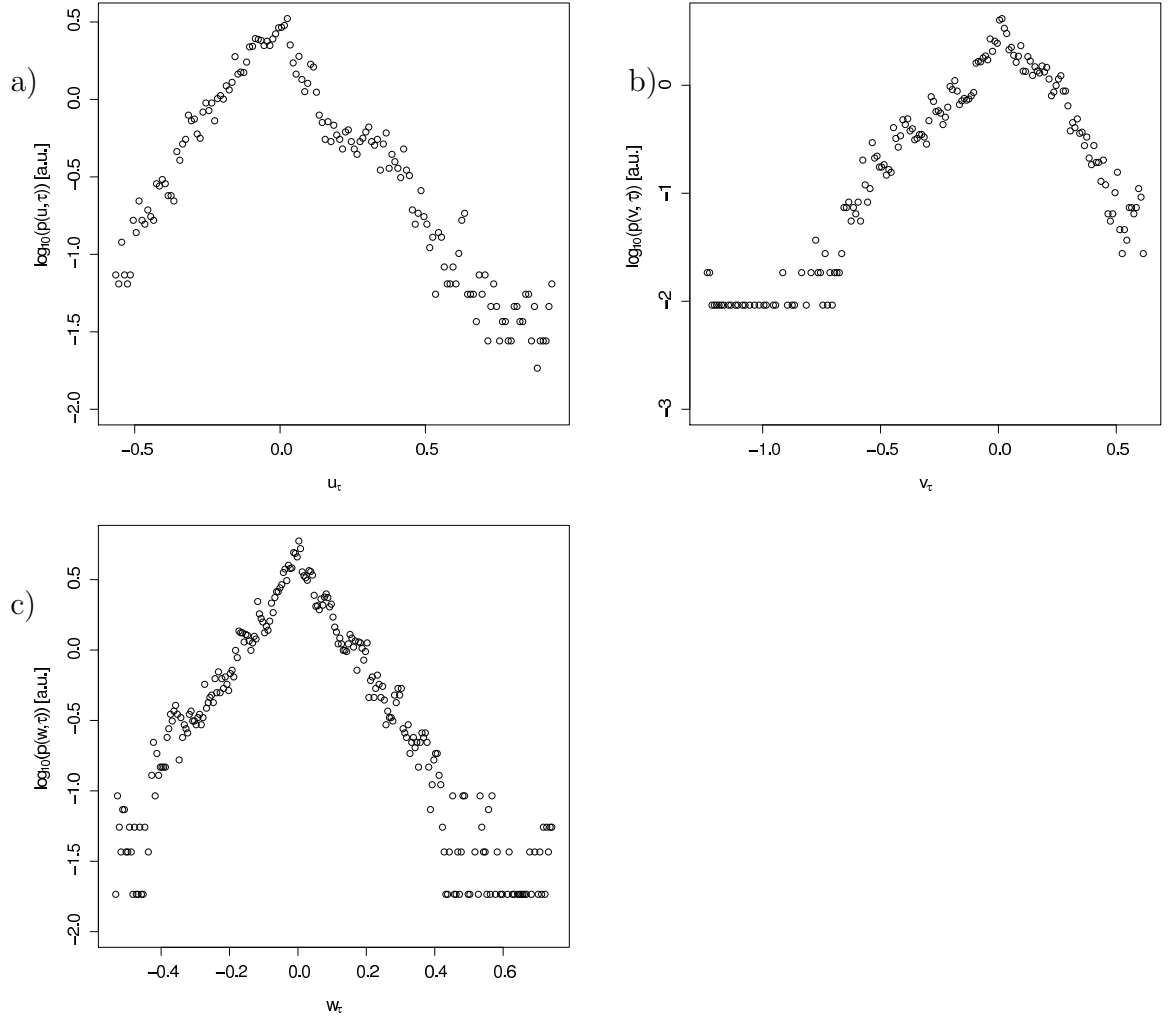 a)
log10(p(u,τ)) [a.u.]
0.5
0.0
−0.5
−1.0
−1.5
−2.0
−0.5 0.0 0.5
uτ
b)
log10(p(v,τ)) [a.u.]
0
−1
−2
−3
−1.0 −0.5 0.0 0.5
vτ
c)
log10(p(w,τ)) [a.u.]
0.5
0.0
−0.5
−1.0
−1.5
−2.0
−0.4 −0.2 0.0 0.2 0.4 0.6
wτ